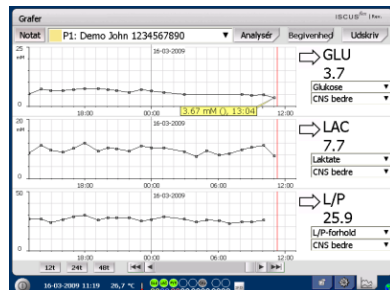 Grafer
ISCUSflex
Notat P1: Demo John 1234567890 Analysér Begivenhed Udskriv
25
mM
16-03-2009
0
18:00 00:00 06:00 12:00
3.67 mM (), 13:04
GLU
3.7
Glukose
CNS bedre
20
mM
16-03-2009
0
18:00 00:00 06:00 12:00
LAC
7.7
Laktate
CNS bedre
50
16-03-2009
0
18:00 00:00 06:00 12:00
L/P
25.9
L/P-forhold
CNS bedre
12t 24t 48t
16-03-2009 11:19 26,7 °C